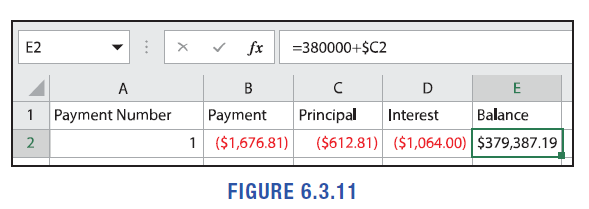 E2 fx =380000+$C2
A B C D E
1 Payment Number Payment Principal Interest Balance
2 1 ($1,676.81) ($612.81) ($1,064.00) $379,387.19
FIGURE 6.3.11